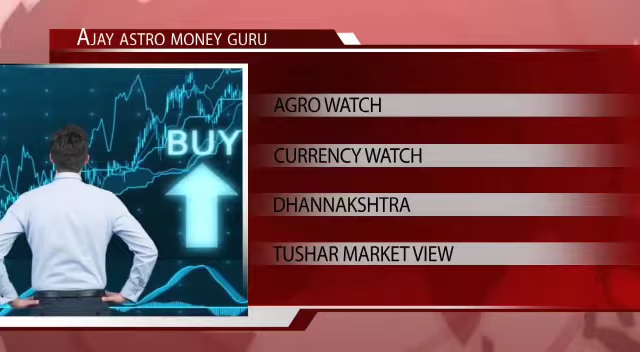 AJAY ASTRO MONEY GURU
BUY
AGRO WATCH
CURRENCY WATCH
DHANNAKSHTRA
TUSHAR MARKET VIEW